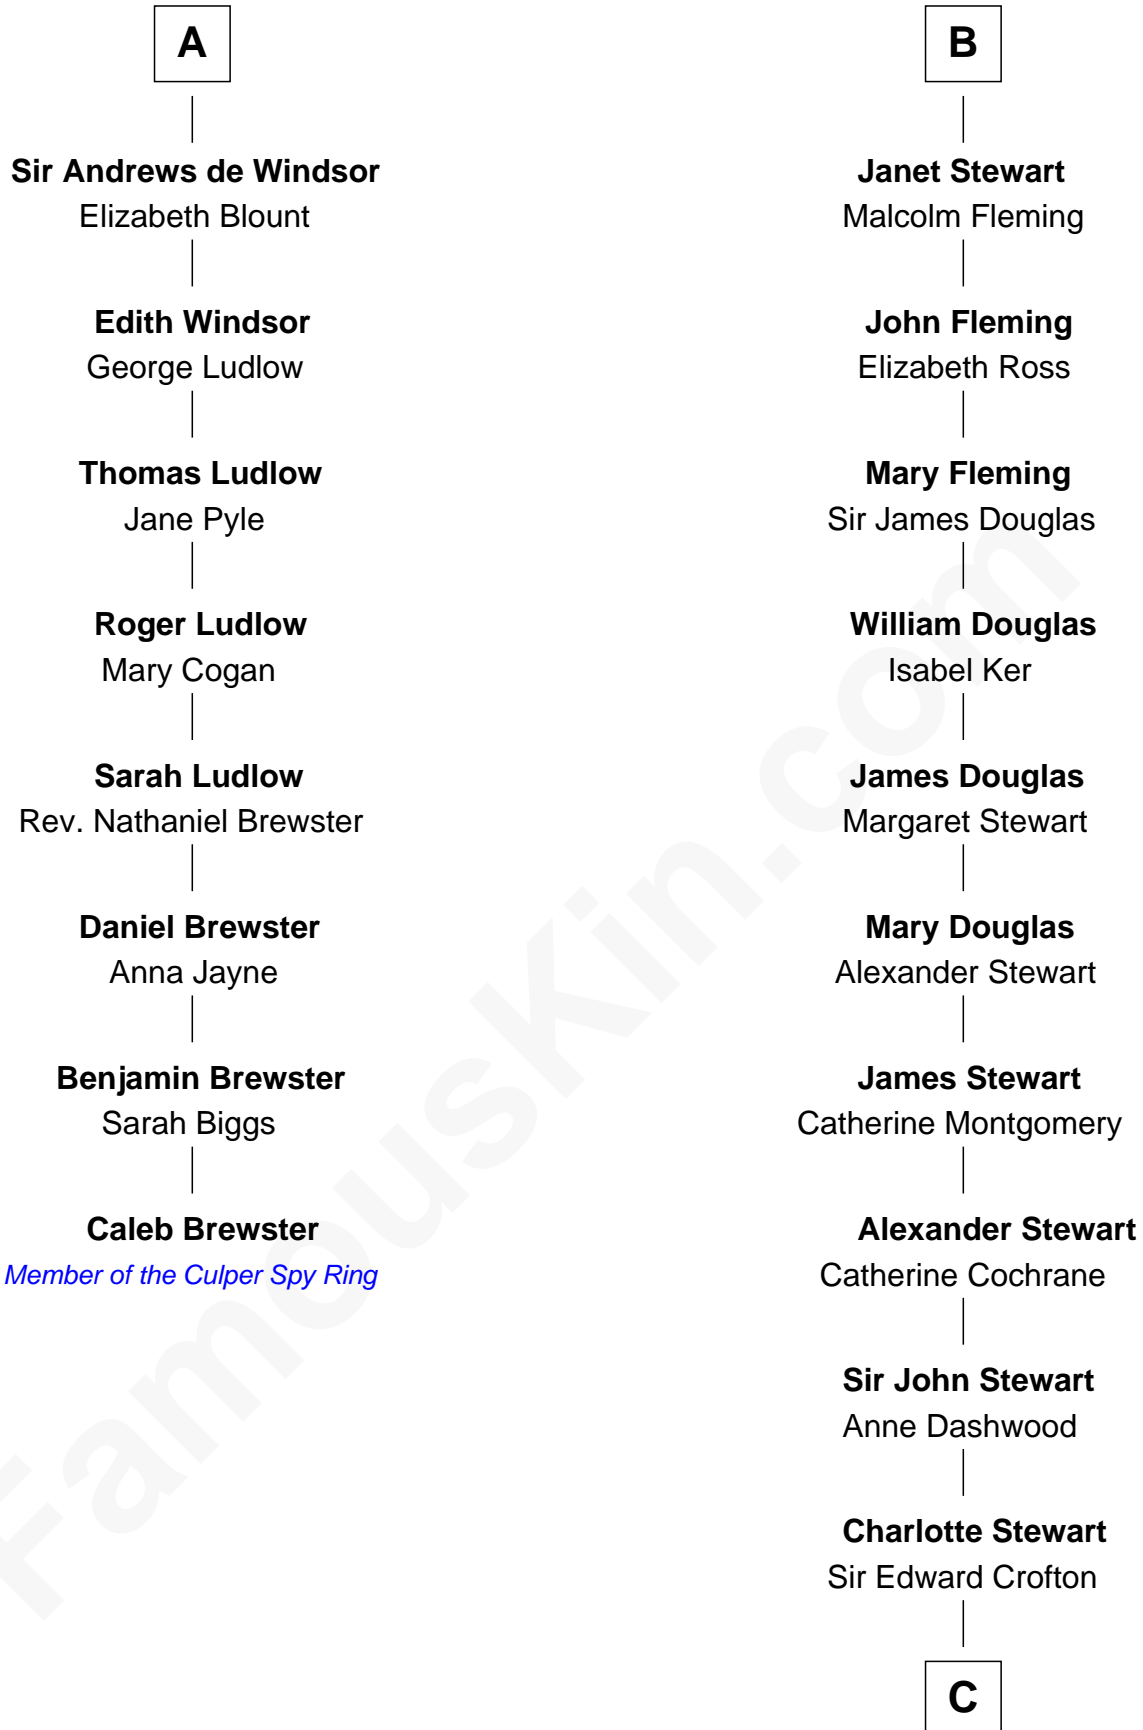 A
Sir Andrews de Windsor
Elizabeth Blount
Edith Windsor
George Ludlow
Thomas Ludlow
Jane Pyle
Roger Ludlow
Mary Cogan
Sarah Ludlow
Rev. Nathaniel Brewster
Daniel Brewster
Anna Jayne
Benjamin Brewster
Sarah Biggs
Caleb Brewster
Member of the Culper Spy Ring
B
Janet Stewart
Malcolm Fleming
John Fleming
Elizabeth Ross
Mary Fleming
Sir James Douglas
William Douglas
Isabel Ker
James Douglas
Margaret Stewart
Mary Douglas
Alexander Stewart
James Stewart
Catherine Montgomery
Alexander Stewart
Catherine Cochrane
Sir John Stewart
Anne Dashwood
Charlotte Stewart
Sir Edward Crofton
C
FamousKin.com